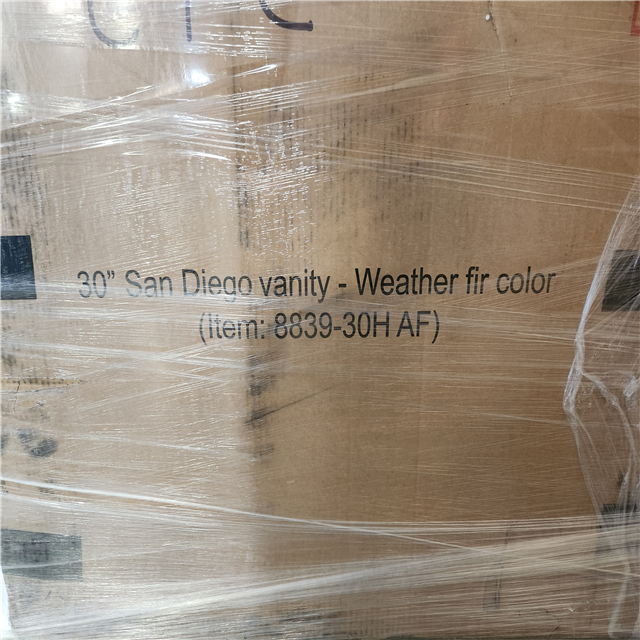 30” San Diego vanity - Weather fir color
(Item: 8839-30H AF)